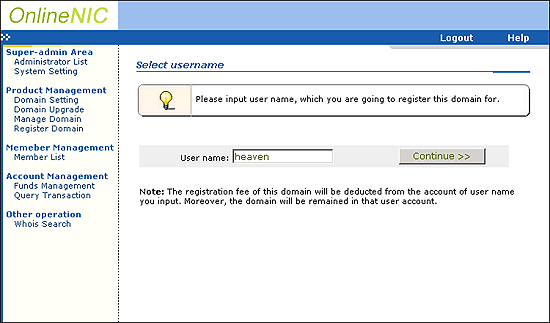 OnlineNIC
Logout Help
Super-admin Area
Administrator List
System Setting
Product Management
Domain Setting
Domain Upgrade
Manage Domain
Register Domain
Memeber Management
Member List
Account Management
Funds Management
Query Transaction
Other operation
Whois Search
Select username
Please input user name, which you are going to register this domain for.
User name: heaven Continue >>
Note: The registration fee of this domain will be deducted from the account of user name
you input. Moreover, the domain will be remained in that user account.